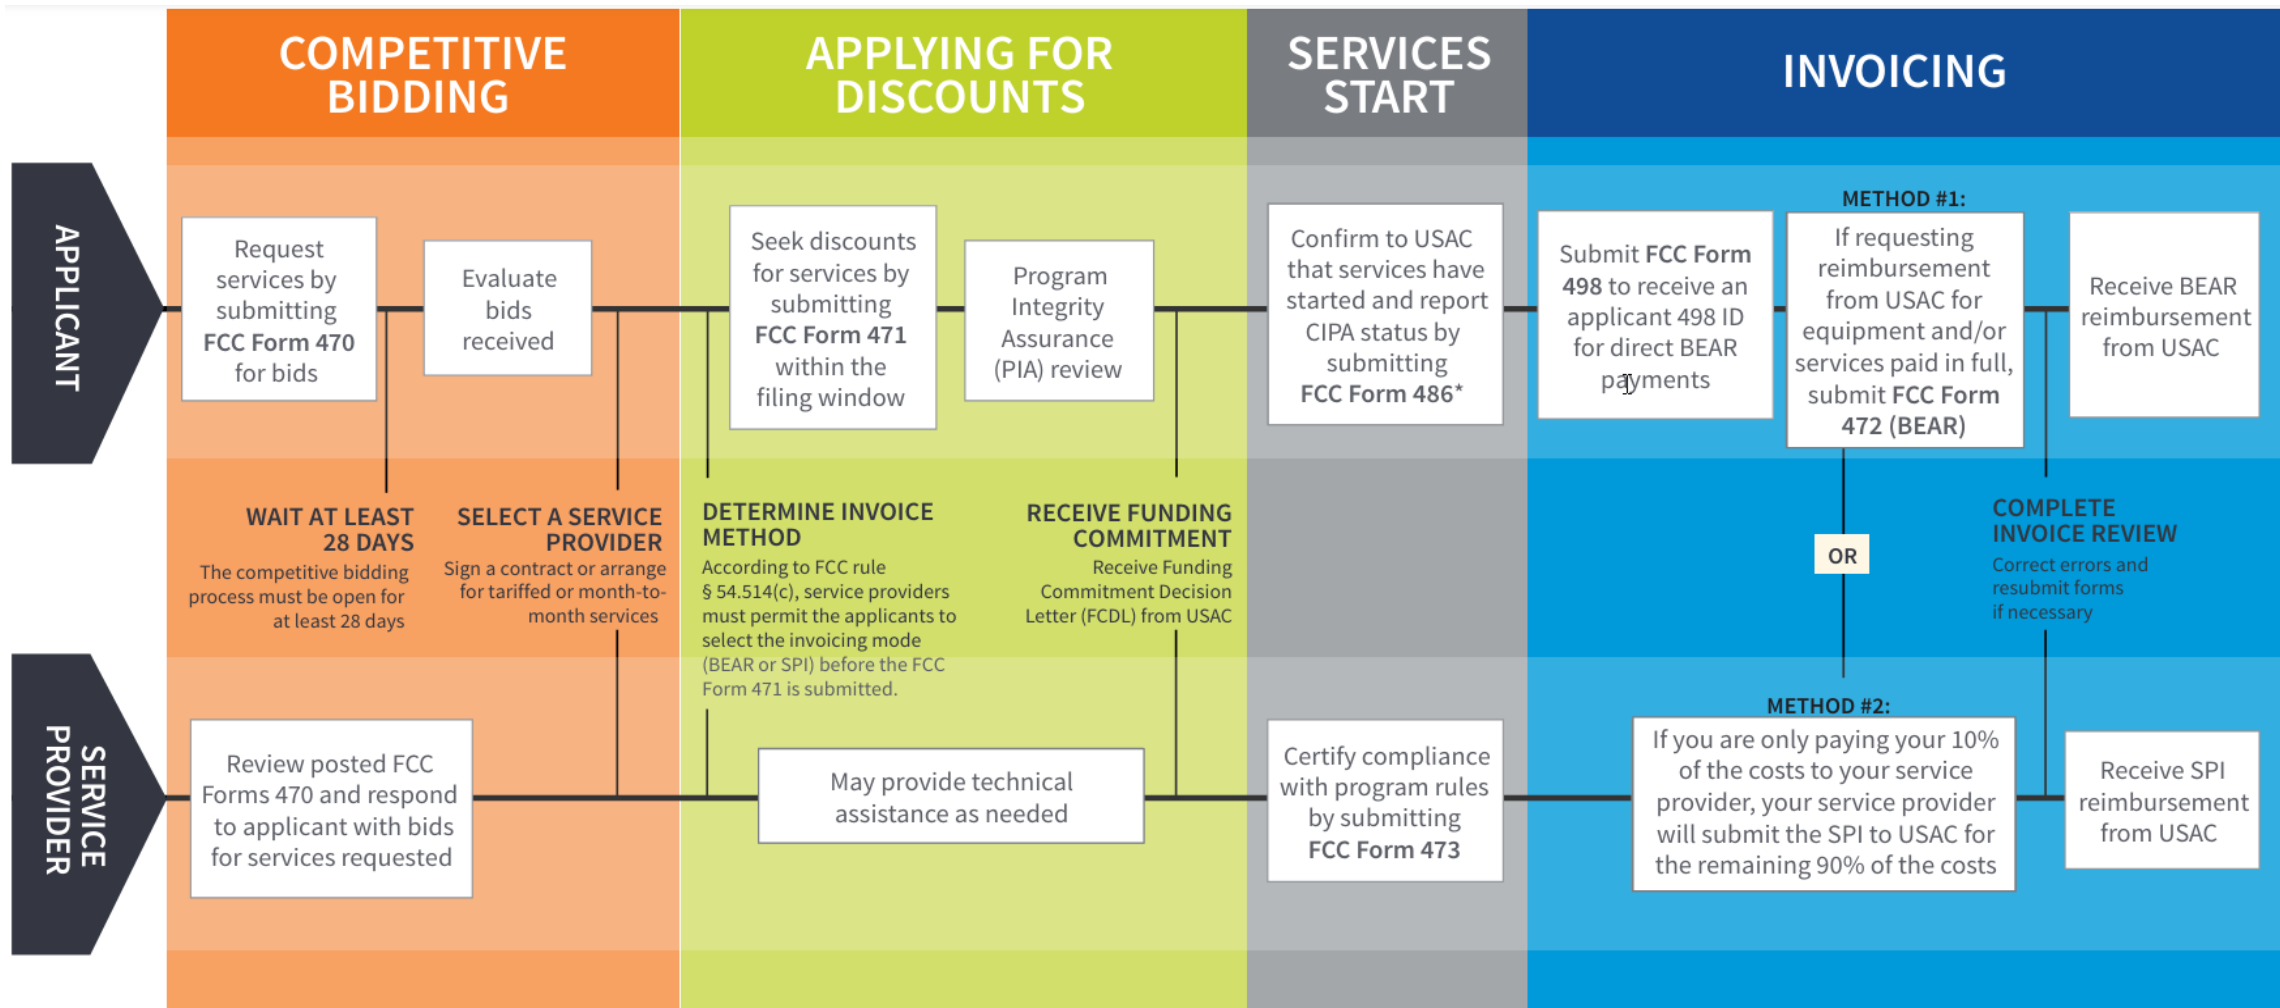 COMPETITIVE
BIDDING
APPLYING FOR
DISCOUNTS
SERVICES
START
INVOICING
APPLICANT
Request
services by
submitting
FCC Form 470
for bids
Evaluate
bids
received
Seek discounts
for services by
submitting
FCC Form 471
within the
filing window
Program
Integrity
Assurance
(PIA) review
Confirm to USAC
that services have
started and report
CIPA status by
submitting
FCC Form 486*
Submit FCC Form
498 to receive an
applicant 498 ID
for direct BEAR
payments
METHOD #1:
If requesting
reimbursement
from USAC for
equipment and/or
services paid in full,
submit FCC Form
472 (BEAR)
Receive BEAR
reimbursement
from USAC
WAIT AT LEAST
28 DAYS
The competitive bidding
process must be open for
at least 28 days
SELECT A SERVICE
PROVIDER
Sign a contract or arrange
for tariffed or month-to-
month services
DETERMINE INVOICE
METHOD
According to FCC rule
§ 54.514(c), service providers
must permit the applicants to
select the invoicing mode
(BEAR or SPI) before the FCC
Form 471 is submitted.
RECEIVE FUNDING
COMMITMENT
Receive Funding
Commitment Decision
Letter (FCDL) from USAC
OR
COMPLETE
INVOICE REVIEW
Correct errors and
resubmit forms
if necessary
SERVICE
PROVIDER
Review posted FCC
Forms 470 and respond
to applicant with bids
for services requested
May provide technical
assistance as needed
Certify compliance
with program rules
by submitting
FCC Form 473
METHOD #2:
If you are only paying your 10%
of the costs to your service
provider, your service provider
will submit the SPI to USAC for
the remaining 90% of the costs
Receive SPI
reimbursement
from USAC